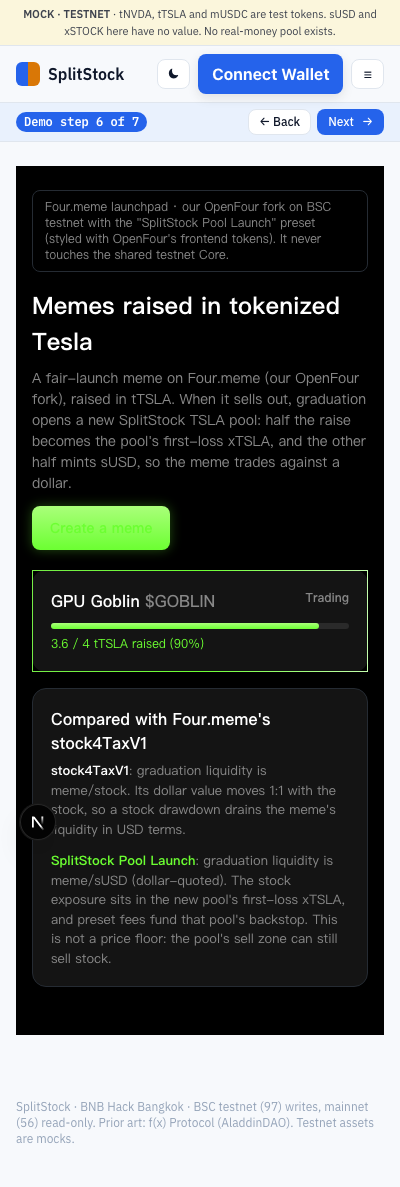 MOCK · TESTNET · tNVDA, tTSLA and mUSDC are test tokens. sUSD and
xSTOCK here have no value. No real-money pool exists.
SplitStock
Connect Wallet
≡
Demo step 6 of 7
← Back
Next →
Four.meme launchpad · our OpenFour fork on BSC
testnet with the "SplitStock Pool Launch" preset
(styled with OpenFour's frontend tokens). It never
touches the shared testnet Core.
Memes raised in tokenized
Tesla
A fair-launch meme on Four.meme (our OpenFour
fork), raised in tTSLA. When it sells out, graduation
opens a new SplitStock TSLA pool: half the raise
becomes the pool's first-loss xTSLA, and the other
half mints sUSD, so the meme trades against a
dollar.
Create a meme
GPU Goblin $GOBLIN
Trading
3.6 / 4 tTSLA raised (90%)
Compared with Four.meme's
stock4TaxV1
stock4TaxV1: graduation liquidity is
meme/stock. Its dollar value moves 1:1 with the
stock, so a stock drawdown drains the meme's
liquidity in USD terms.
SplitStock Pool Launch: graduation liquidity is
meme/sUSD (dollar-quoted). The stock
exposure sits in the new pool's first-loss xTSLA,
and preset fees fund that pool's backstop. This
is not a price floor: the pool's sell zone can still
sell stock.
N
SplitStock · BNB Hack Bangkok · BSC testnet (97) writes, mainnet
(56) read-only. Prior art: f(x) Protocol (AladdinDAO). Testnet assets
are mocks.